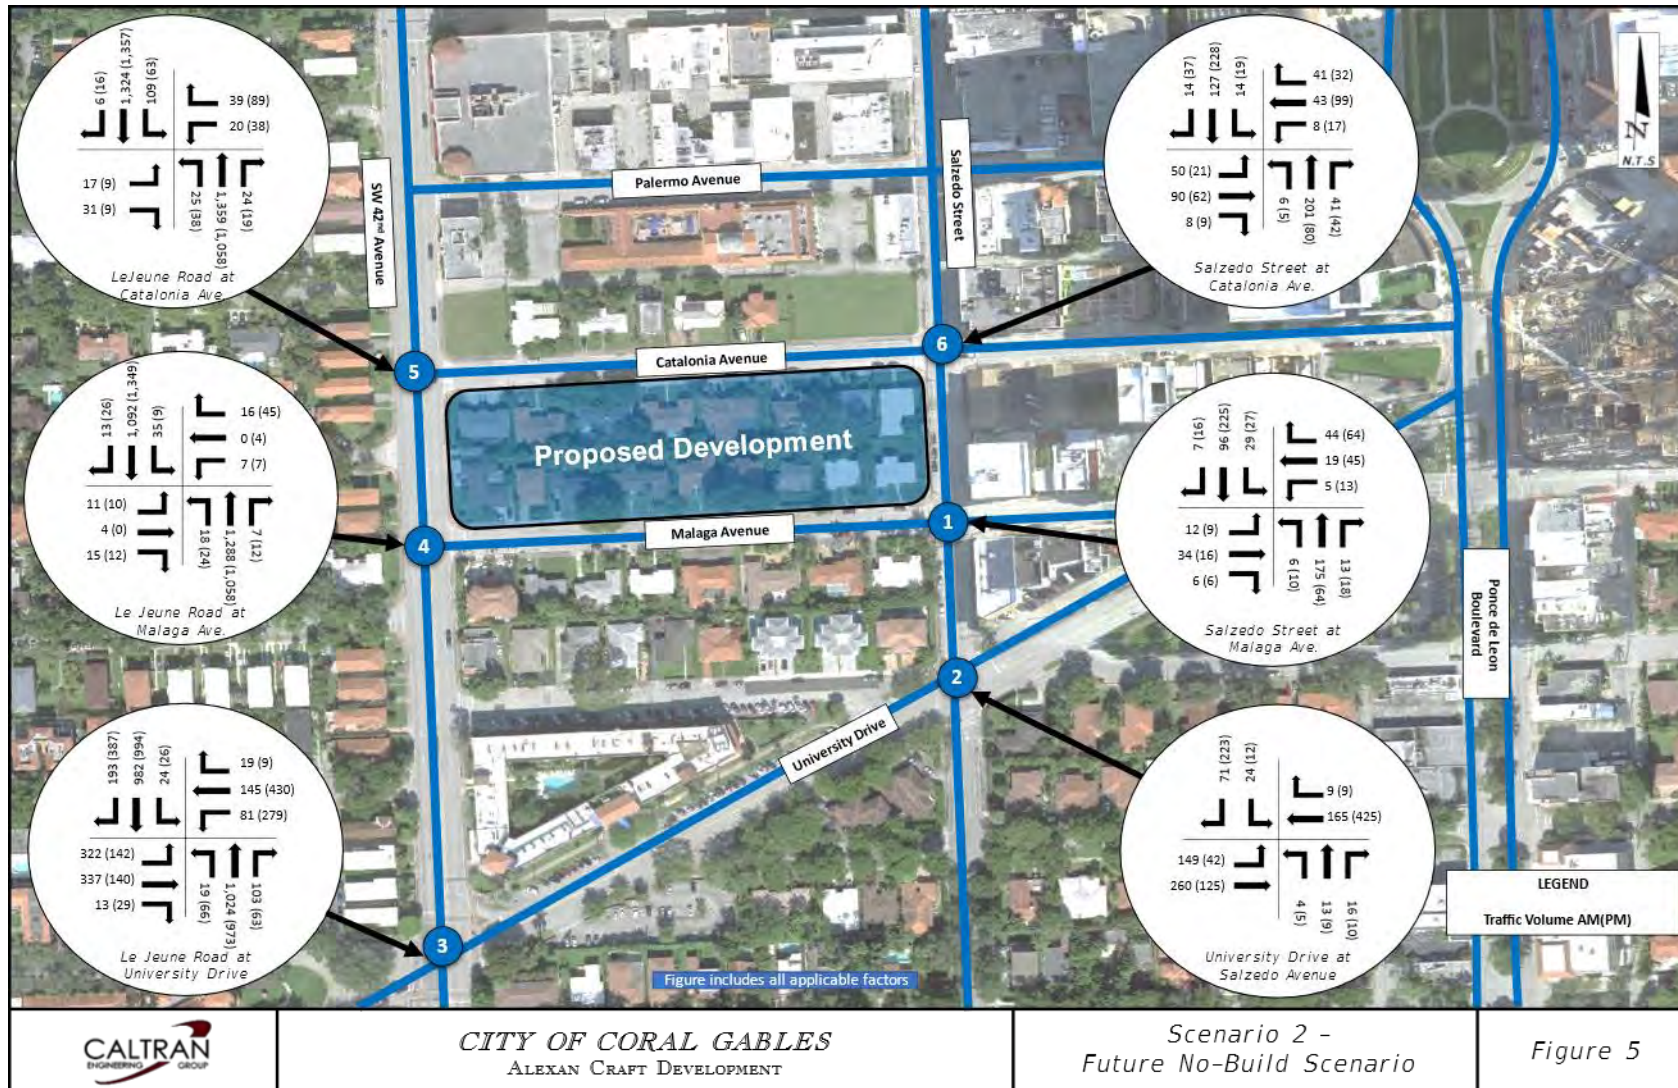 6 (16)
1,324 (1,357)
109 (63)
39 (89)
20 (38)
17 (9)
31 (9)
25 (38)
1,359 (1,058)
24 (19)
LeJeune Road at
Catalonia Ave.
13 (26)
1,092 (1,349)
35 (9)
16 (45)
0 (4)
7 (7)
11 (10)
4 (0)
15 (12)
18 (24)
1,288 (1,058)
7 (12)
Le Jeune Road at
Malaga Ave.
193 (387)
982 (994)
24 (26)
19 (9)
145 (430)
81 (279)
322 (142)
337 (140)
13 (29)
19 (66)
1,024 (973)
103 (63)
Le Jeune Road at
University Drive
SW 42nd Avenue
Palermo Avenue
Salzedo Street
Catalonia Avenue
Proposed Development
Malaga Avenue
University Drive
5
6
4
1
2
3
14 (37)
127 (228)
14 (19)
41 (32)
43 (99)
8 (17)
50 (21)
90 (62)
8 (9)
6 (5)
201 (80)
41 (42)
Salzedo Street at
Catalonia Ave.
7 (16)
96 (225)
29 (27)
44 (64)
19 (45)
5 (13)
12 (9)
34 (16)
6 (6)
6 (10)
175 (64)
13 (18)
Salzedo Street at
Malaga Ave.
71 (223)
24 (12)
9 (9)
165 (425)
149 (42)
260 (125)
4 (5)
13 (9)
16 (10)
University Drive at
Salzedo Avenue
N
N.T.S
Ponce de Leon
Boulevard
LEGEND
Traffic Volume AM(PM)
Figure includes all applicable factors
CALTRAN
ENGINEERING GROUP
CITY OF CORAL GABLES
ALEXAN CRAFT DEVELOPMENT
Scenario 2 –
Future No-Build Scenario
Figure 5